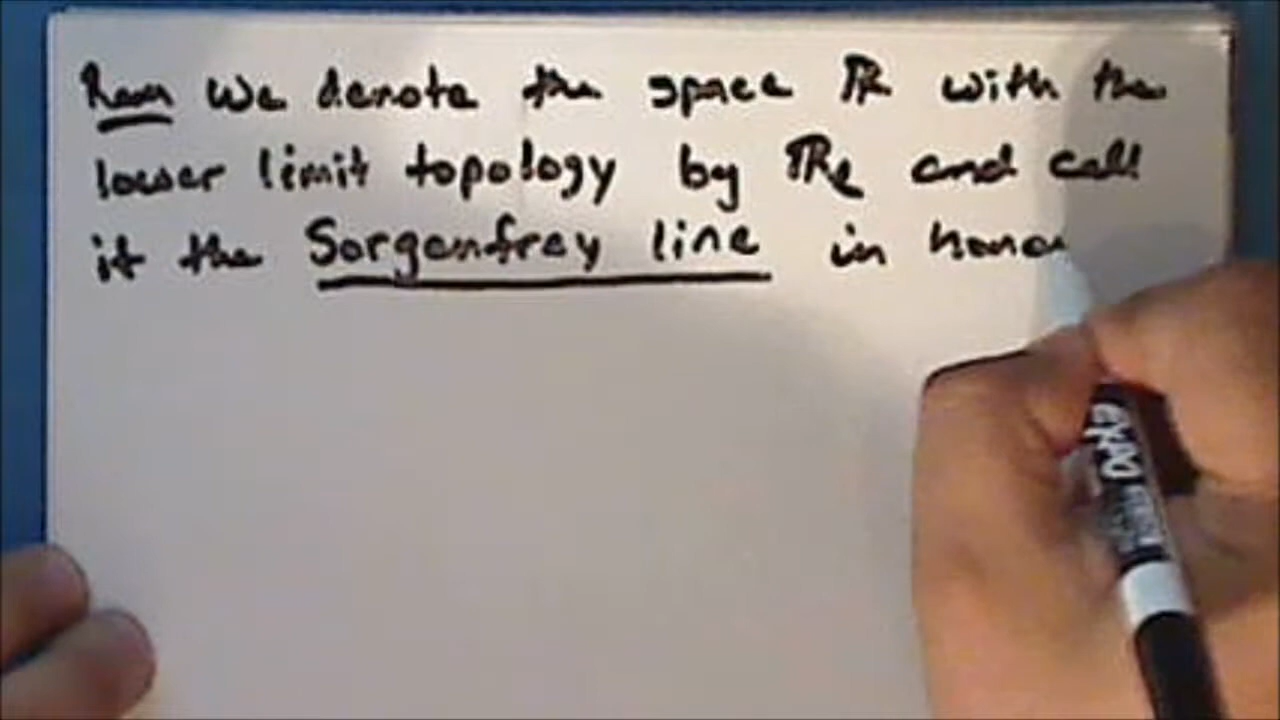 Rem We denote the space ℝ with the
lower limit topology by ℝℓ and call
it the Sorgenfrey line in honor
EXPO